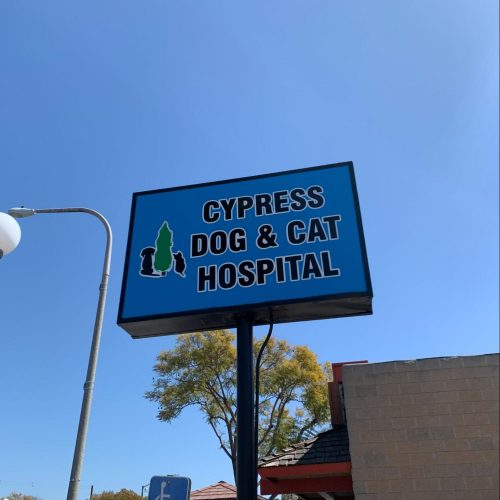 CYPRESS
DOG & CAT
HOSPITAL